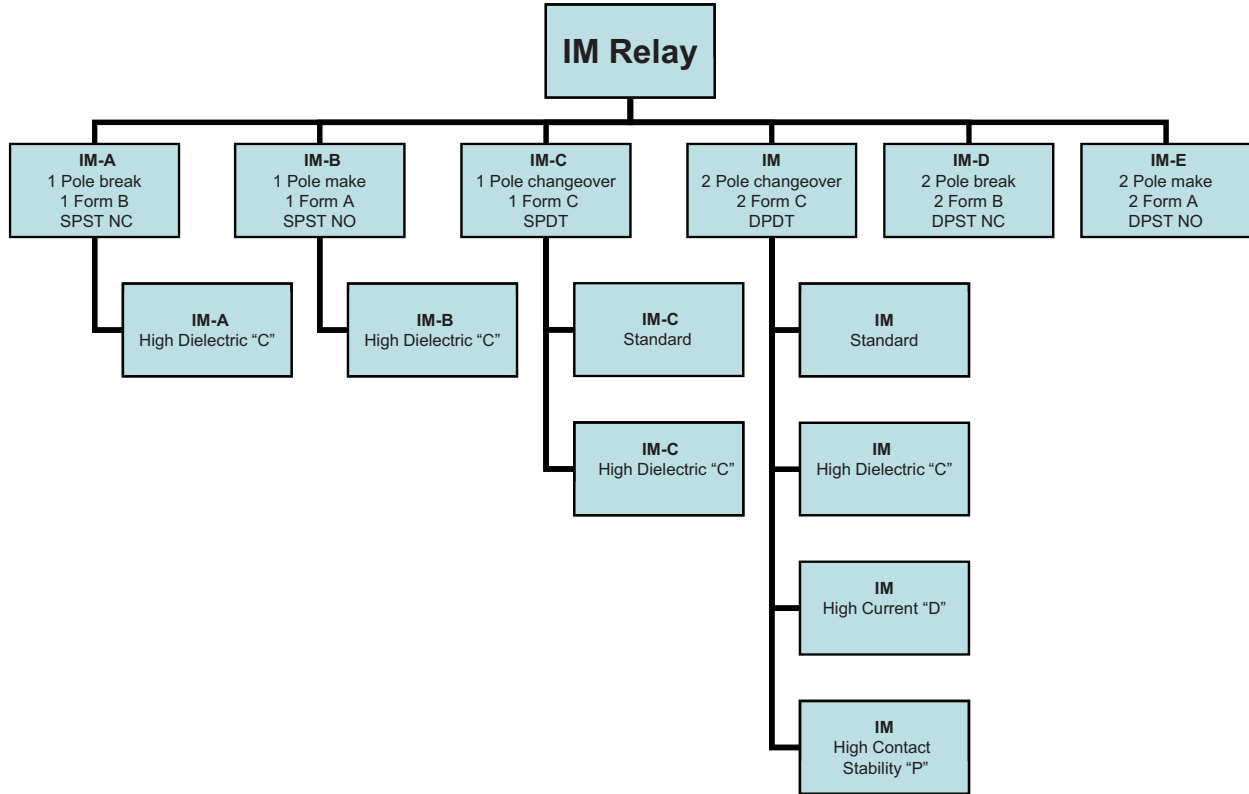 IM Relay
IM-A
1 Pole break
1 Form B
SPST NC
IM-B
1 Pole make
1 Form A
SPST NO
IM-C
1 Pole changeover
1 Form C
SPDT
IM
2 Pole changeover
2 Form C
DPDT
IM-D
2 Pole break
2 Form B
DPST NC
IM-E
2 Pole make
2 Form A
DPST NO
IM-A
High Dielectric “C”
IM-B
High Dielectric “C”
IM-C
Standard
IM
Standard
IM-C
High Dielectric “C”
IM
High Dielectric “C”
IM
High Current “D”
IM
High Contact
Stability “P”